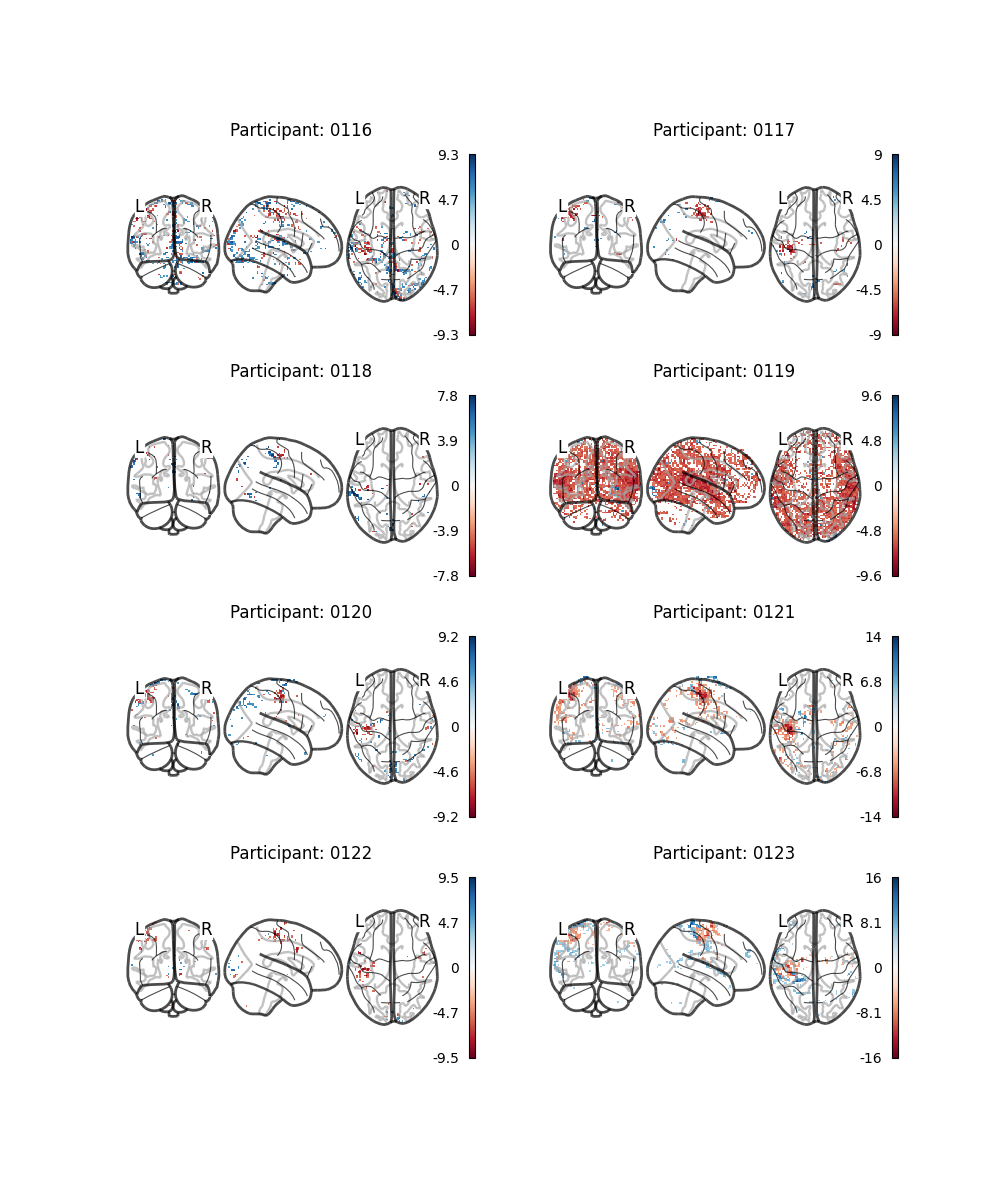 Participant: 0116
9.3
4.7
0
-4.7
-9.3
L R L R
Participant: 0117
9
4.5
0
-4.5
-9
L R L R
Participant: 0118
7.8
3.9
0
-3.9
-7.8
L R L R
Participant: 0119
9.6
4.8
0
-4.8
-9.6
L R L R
Participant: 0120
9.2
4.6
0
-4.6
-9.2
L R L R
Participant: 0121
14
6.8
0
-6.8
-14
L R L R
Participant: 0122
9.5
4.7
0
-4.7
-9.5
L R L R
Participant: 0123
16
8.1
0
-8.1
-16
L R L R